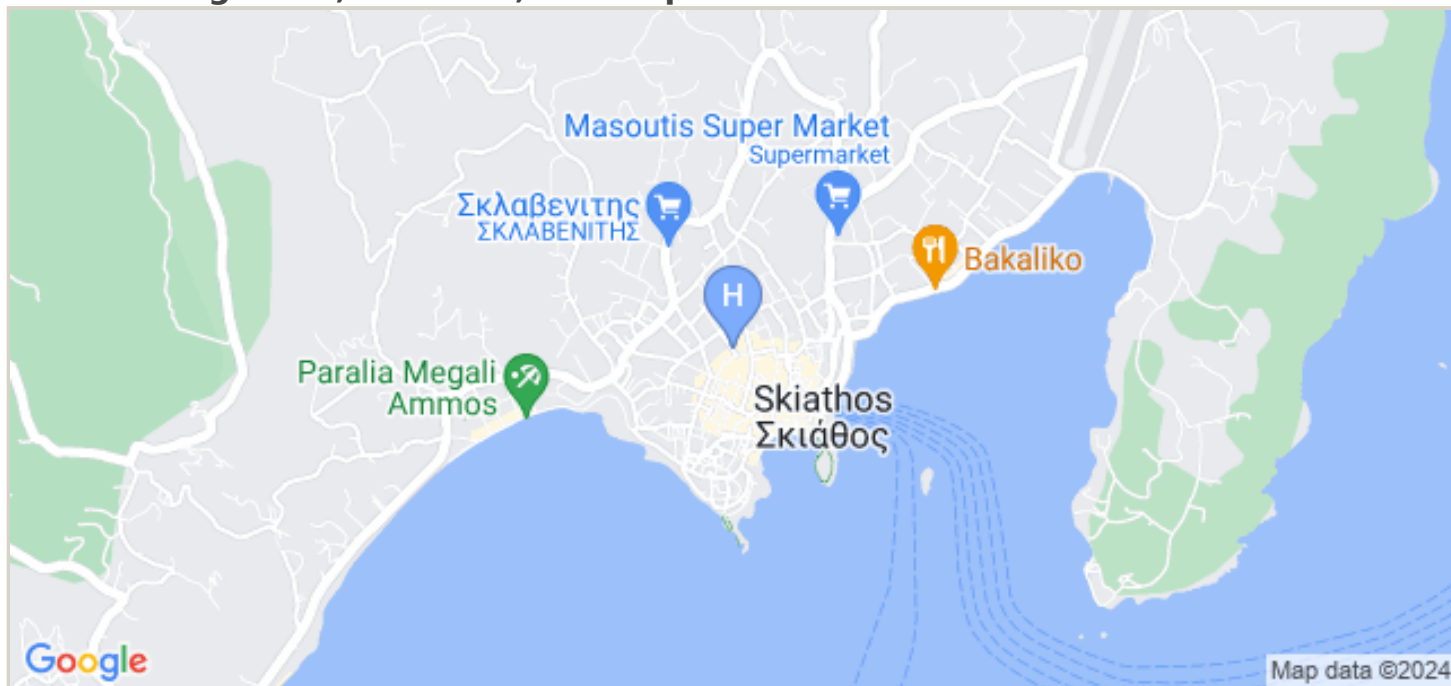 Masoutis Super Market
Supermarket
Σκλαβενιτης
ΣΚΛΑΒΕΝΙΤΗΣ
Bakaliko
H
Paralia Megali
Ammos
Skiathos
Σκιάθος
Google
Map data ©2024